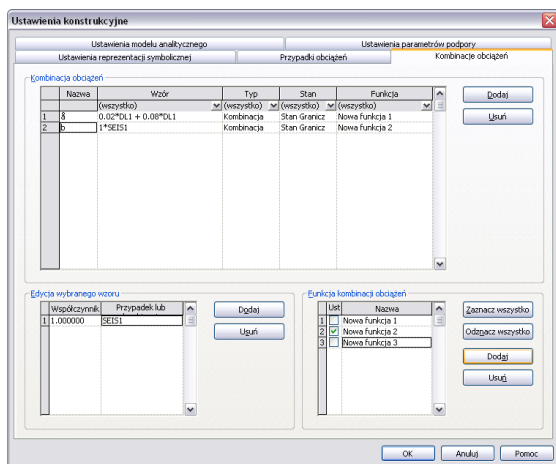 Ustawienia konstrukcyjne
Ustawienia modelu analitycznego
Ustawienia parametrów podpory
Ustawienia reprezentacji symbolicznej
Przypadki obciążeń
Kombinacje obciążeń
Kombinacja obciążeń
Nazwa Wzór Typ Stan Funkcja
(wszystko) (wszystko) (wszystko) (wszystko)
1 0.02*DL1 + 0.08*DL1 Kombinacja Stan Granicz Nowa funkcja 1
2 b 1*SEIS1 Kombinacja Stan Granicz Nowa funkcja 2
Dodaj
Usuń
Edycja wybranego wzoru
Współczynnik Przypadek lub
1 1.000000 SEIS1
Dodaj
Usuń
Funkcja kombinacji obciążeń
Ust Nazwa
1 Nowa funkcja 1
2 Nowa funkcja 2
3 Nowa funkcja 3
Zaznacz wszystko
Odznacz wszystko
Dodaj
Usuń
OK Anuluj Pomoc